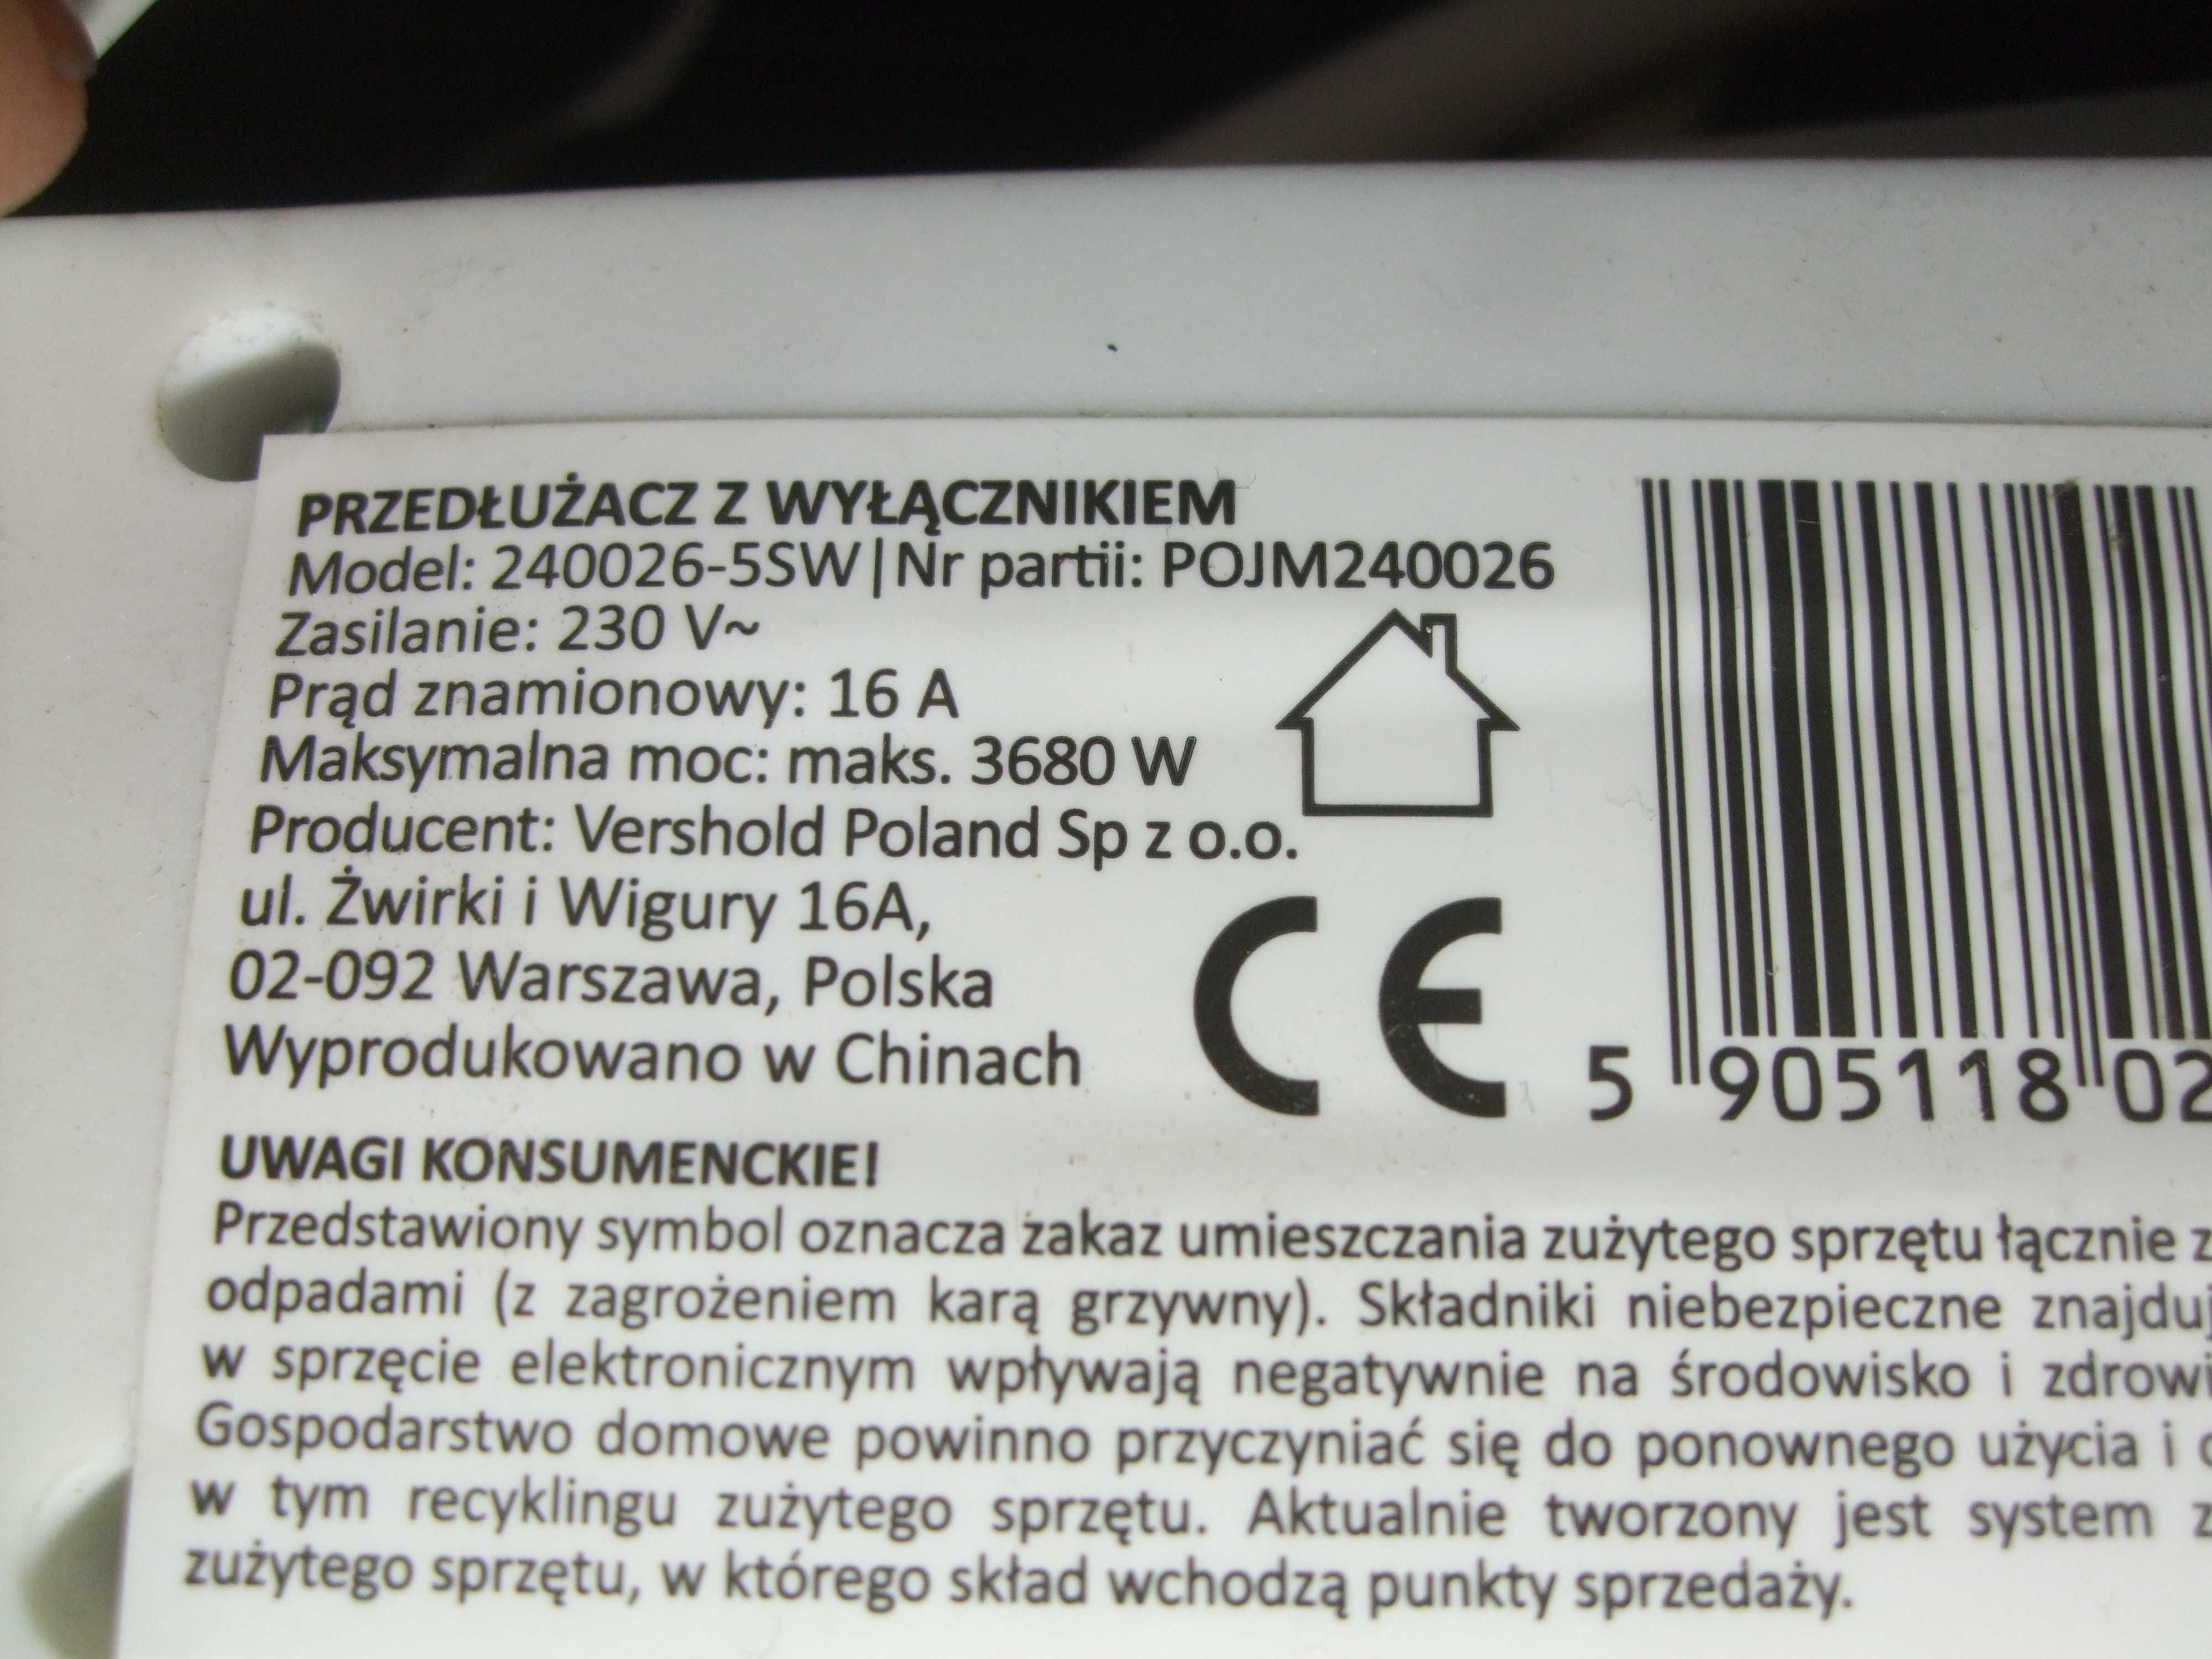 PRZEDŁUŻACZ Z WYŁĄCZNIKIEM
Model: 240026-5SW|Nr partii: POJM240026
Zasilanie: 230 V~
Prąd znamionowy: 16 A
Maksymalna moc: maks. 3680 W
Producent: Vershold Poland Sp z o.o.
ul. Żwirki i Wigury 16A,
02-092 Warszawa, Polska
Wyprodukowano w Chinach
CE
5 905118 02
UWAGI KONSUMENCKIE!
Przedstawiony symbol oznacza zakaz umieszczania zużytego sprzętu łącznie z
odpadami (z zagrożeniem karą grzywny). Składniki niebezpieczne
w sprzęcie elektronicznym wpływają negatywnie na środowisko i
Gospodarstwo domowe powinno przyczyniać się do ponownego użycia i
w tym recyklingu zużytego sprzętu. Aktualnie tworzony jest system
zużytego sprzętu, w którego skład wchodzą punkty sprzedaży.